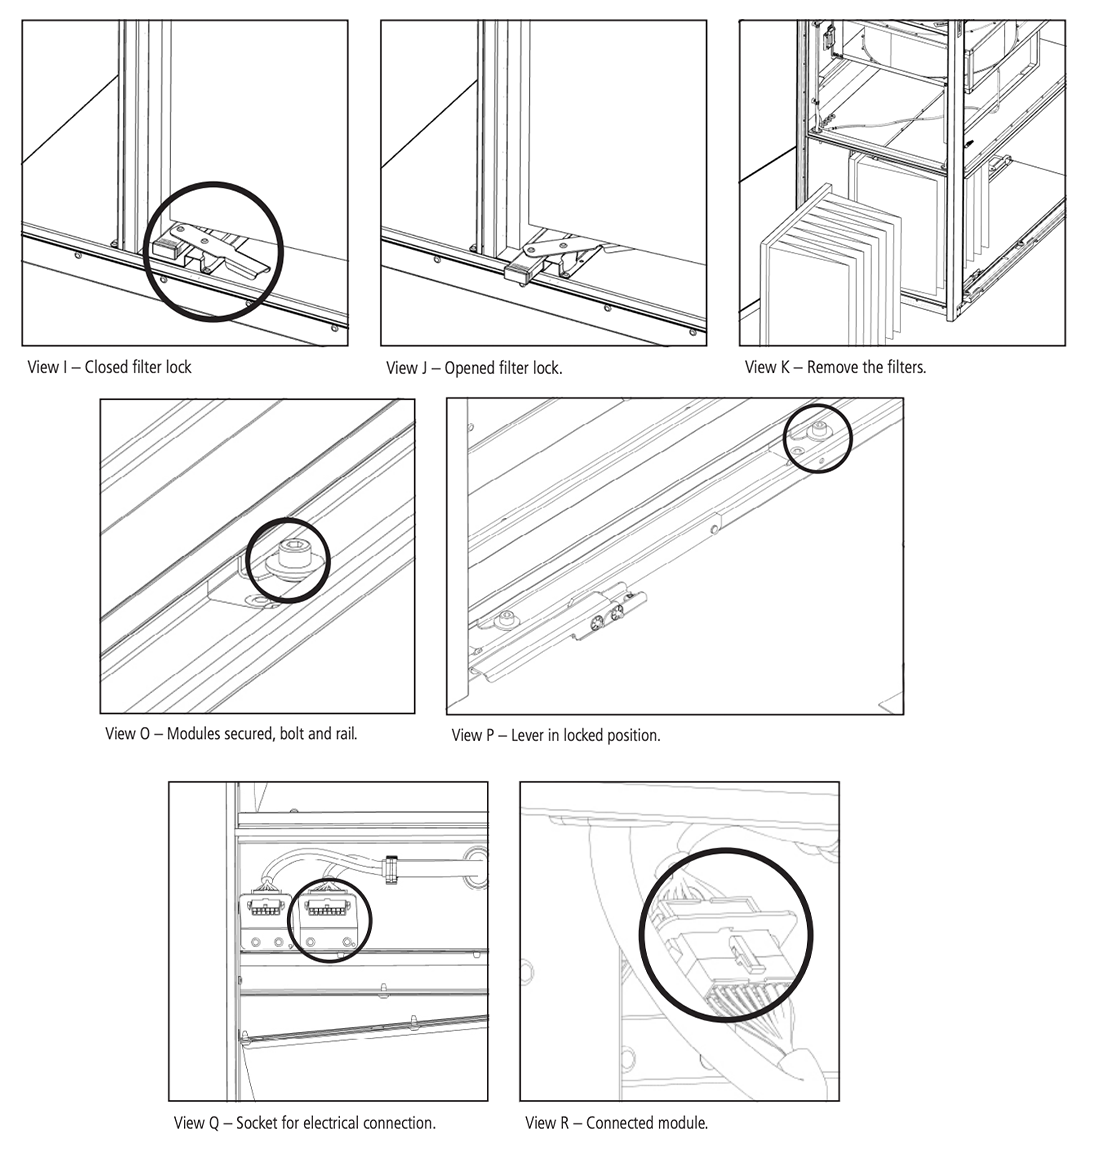 View I – Closed filter lock
View J – Opened filter lock.
View K – Remove the filters.
View O – Modules secured, bolt and rail.
View P – Lever in locked position.
View Q – Socket for electrical connection.
View R – Connected module.